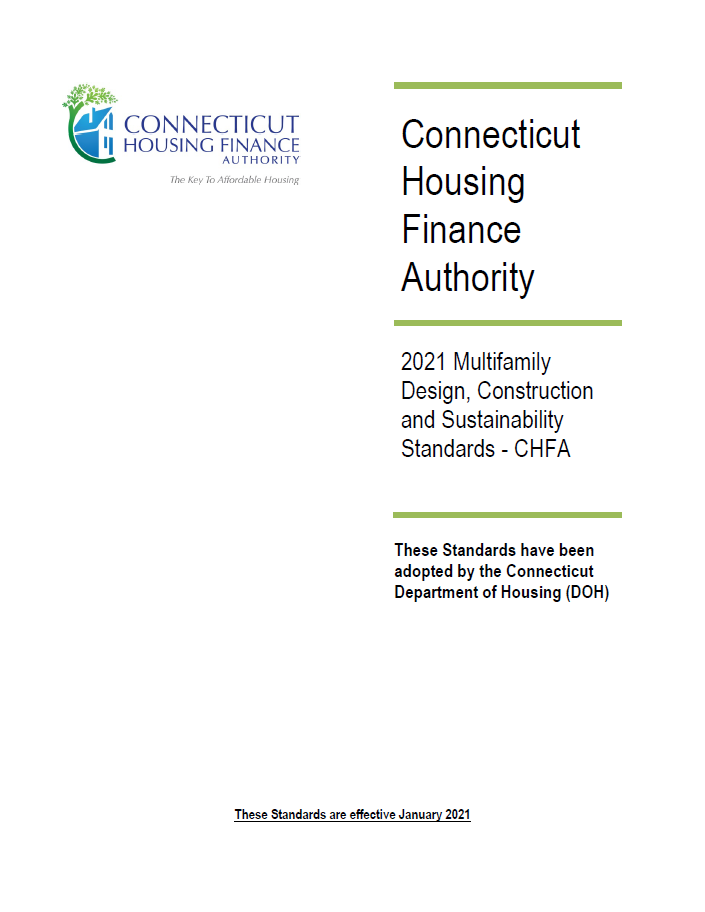 CONNECTICUT
HOUSING FINANCE
AUTHORITY
The Key To Affordable Housing
Connecticut
Housing
Finance
Authority
2021 Multifamily
Design, Construction
and Sustainability
Standards - CHFA
These Standards have been
adopted by the Connecticut
Department of Housing (DOH)
These Standards are effective January 2021